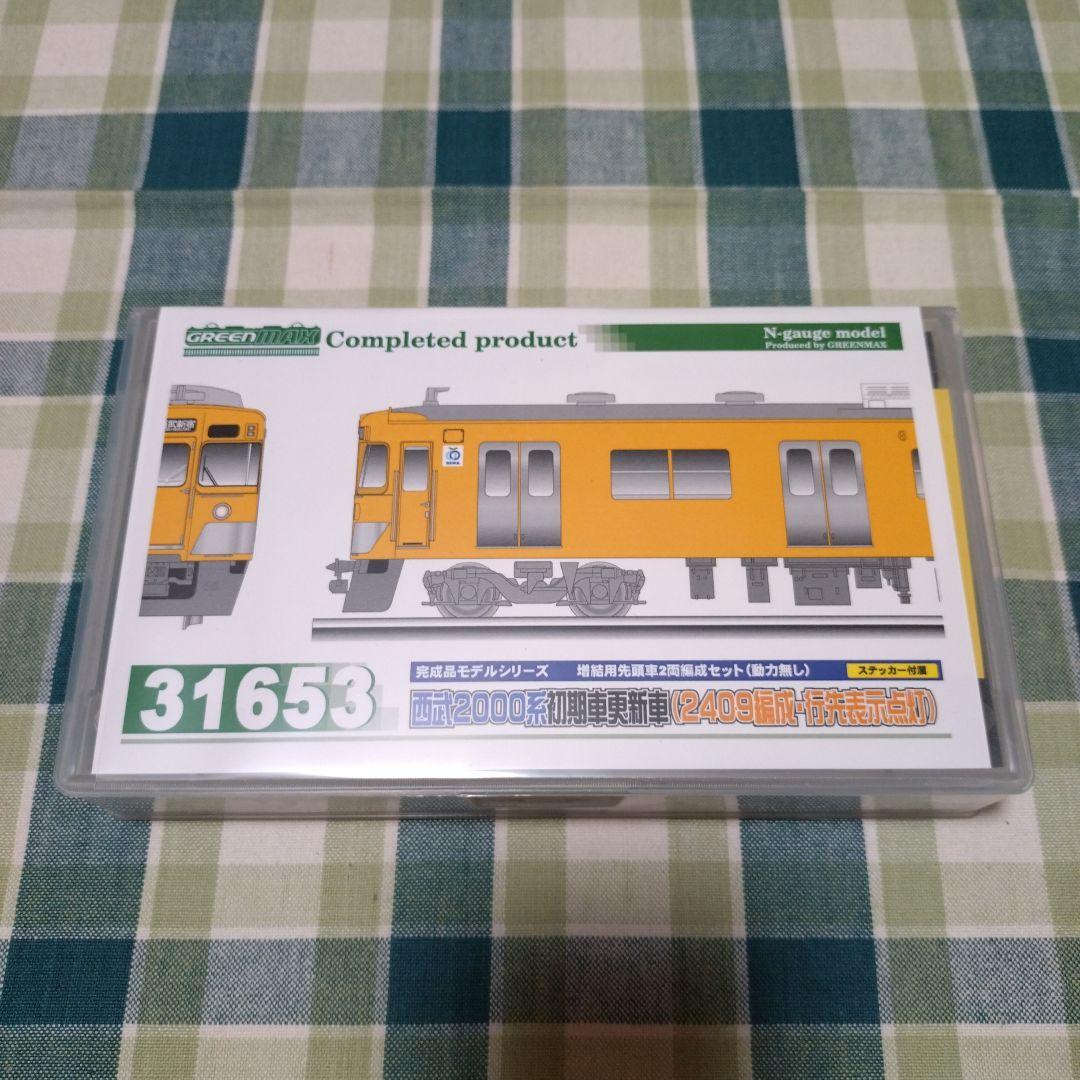 GREENMAX Completed product
N-gauge model
Produced by GREENMAX
31653
完成品モデルシリーズ 増結用先頭車2両編成セット(動力無し) ステッカー付属
西武2000系初期車更新車(2409編成・行先表示点灯)